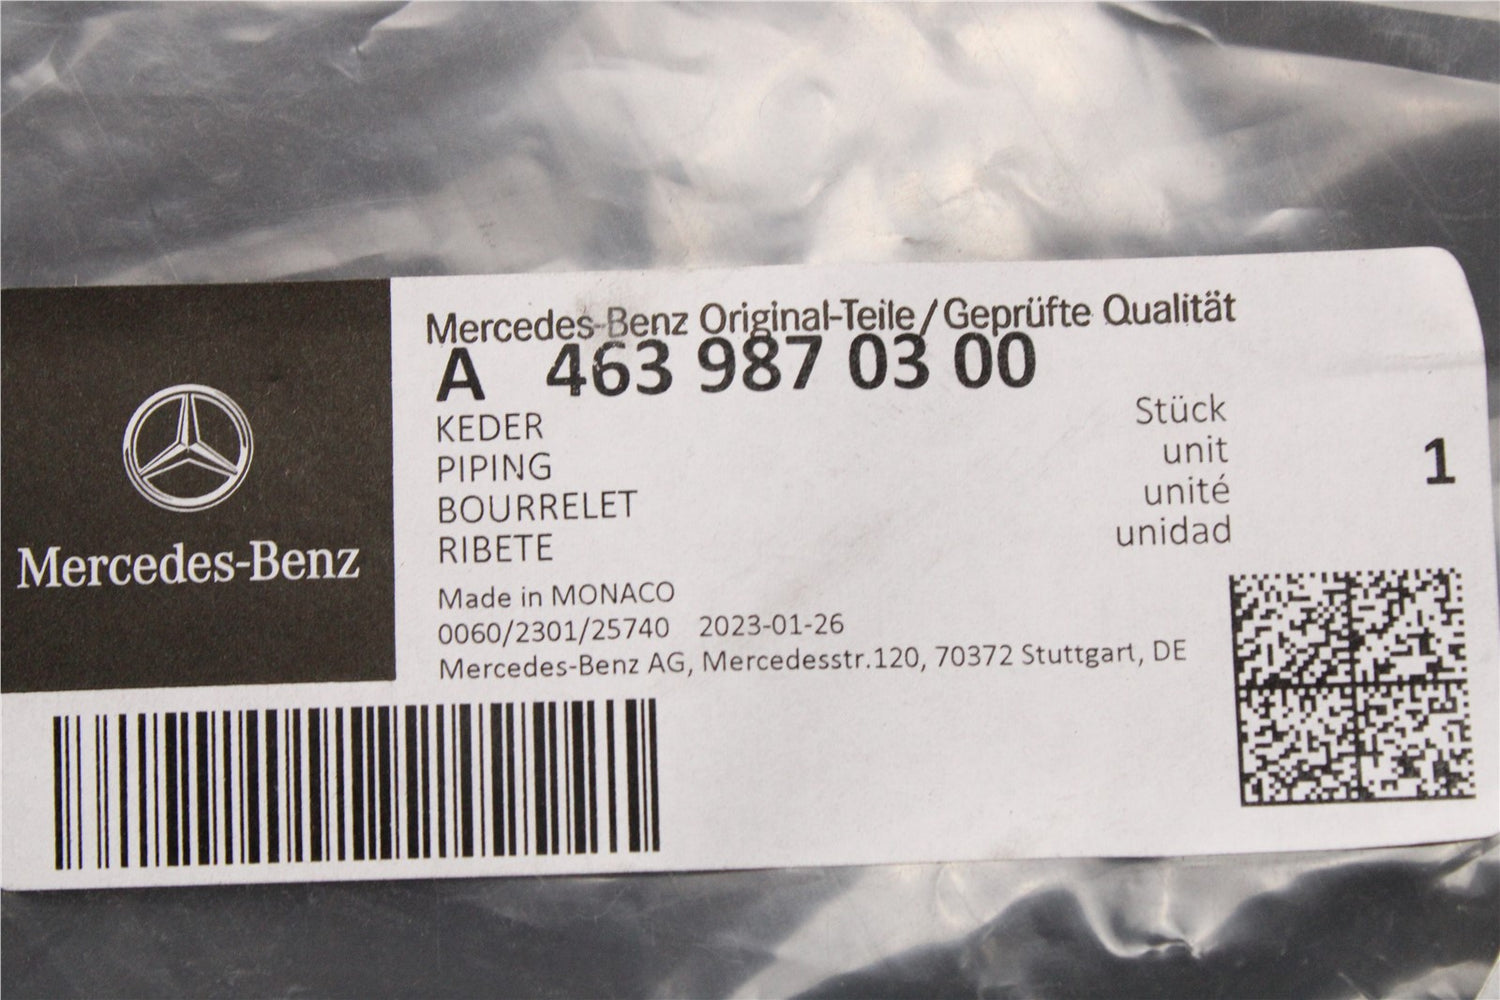 Mercedes-Benz Original-Teile/Geprüfte Qualität
A 463 987 03 00
KEDER
PIPING
BOURRELET
RIBETE
Stück
unit
unité
unidad
1
Mercedes-Benz
Made in MONACO
0060/2301/25740 2023-01-26
Mercedes-Benz AG, Mercedesstr.120, 70372 Stuttgart, DE